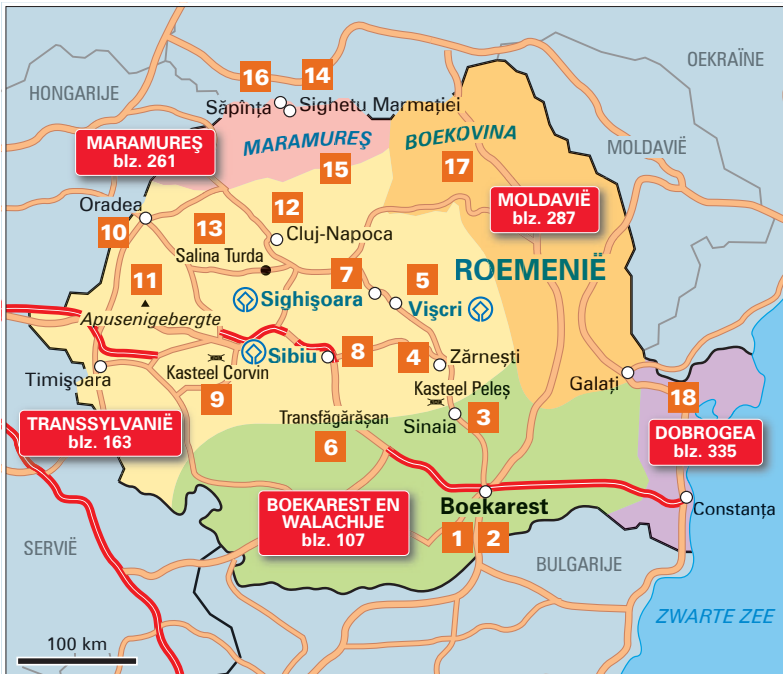 OEKRAÏNE
16
14
HONGARIJE
Săpînța
Sighetu Marmației
MARAMUREŞ
blz. 261
MARAMUREŞ
BOEKOVINA
MOLDAVIË
15
17
Oradea
MOLDAVIË
blz. 287
10
13
12
Cluj-Napoca
Salina Turda
11
7
5
ROEMENIË
Sighişoara
Vişcri
Apusenigebergte
Sibiu
8
4
Zărneşti
Kasteel Corvin
Timişoara
Kasteel Peleş
Galați
9
18
TRANSSYLVANIË
blz. 163
Transfăgărăşan
3
Sinaia
6
DOBROGEA
blz. 335
BOEKAREST EN
WALACHIJE
blz. 107
Boekarest
Constanța
1
2
SERVIË
BULGARIJE
ZWARTE ZEE
100 km